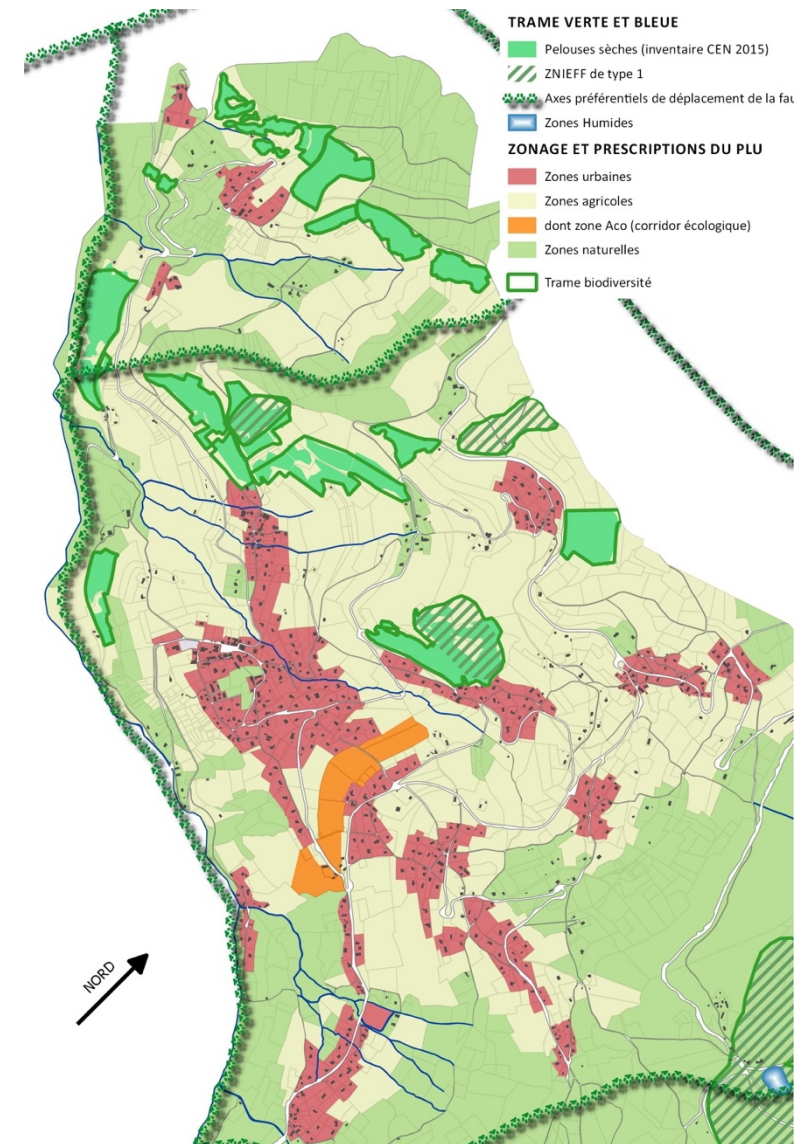 TRAME VERTE ET BLEUE
Pelouses sèches (inventaire CEN 2015)
ZNIEFF de type 1
Axes préférentiels de déplacement de la fau
Zones Humides
ZONAGE ET PRESCRIPTIONS DU PLU
Zones urbaines
Zones agricoles
dont zone Aco (corridor écologique)
Zones naturelles
Trame biodiversité
NORD